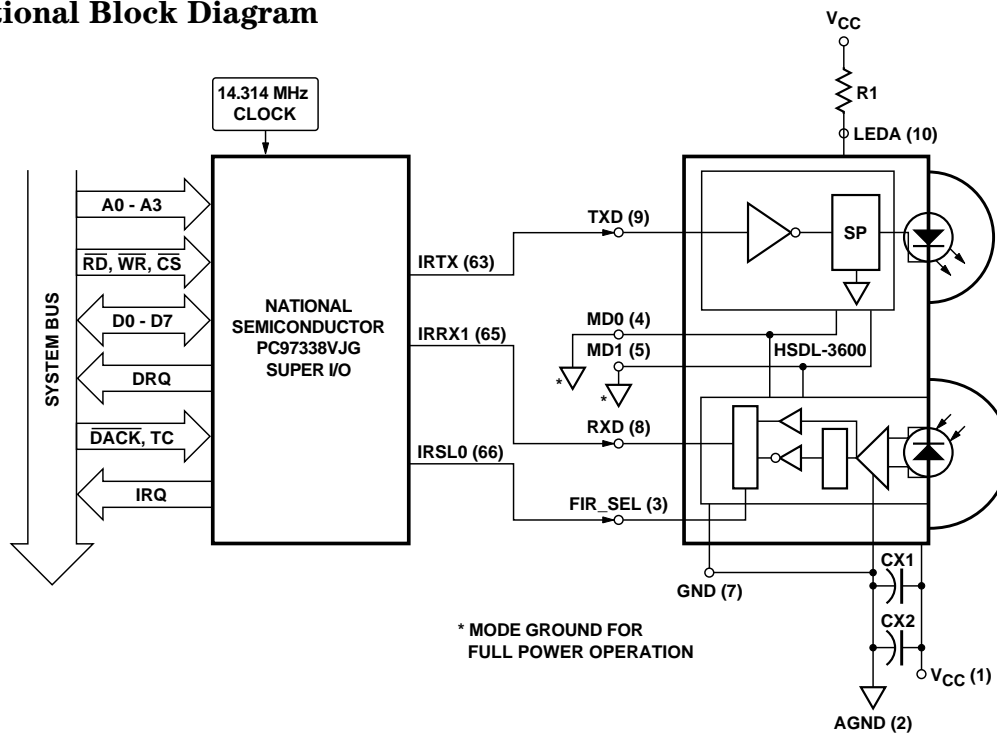 tional Block Diagram
VCC
R1
LEDA (10)
14.314 MHz
CLOCK
SYSTEM BUS
A0 - A3
RD, WR, CS
D0 - D7
DRQ
DACK, TC
IRQ
NATIONAL
SEMICONDUCTOR
PC97338VJG
SUPER I/O
IRTX (63)
IRRX1 (65)
IRSL0 (66)
TXD (9)
MD0 (4)
MD1 (5)
*
*
RXD (8)
FIR_SEL (3)
SP
HSDL-3600
GND (7)
CX1
CX2
VCC (1)
AGND (2)
* MODE GROUND FOR
FULL POWER OPERATION